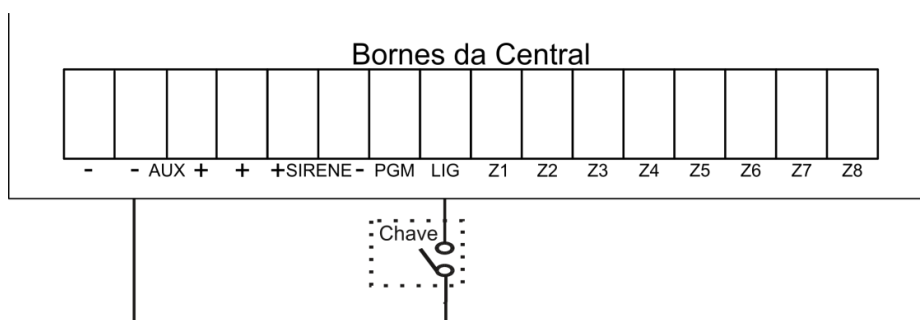 Bornes da Central
- - AUX + + +SIRENE- PGM LIG Z1 Z2 Z3 Z4 Z5 Z6 Z7 Z8
Chave